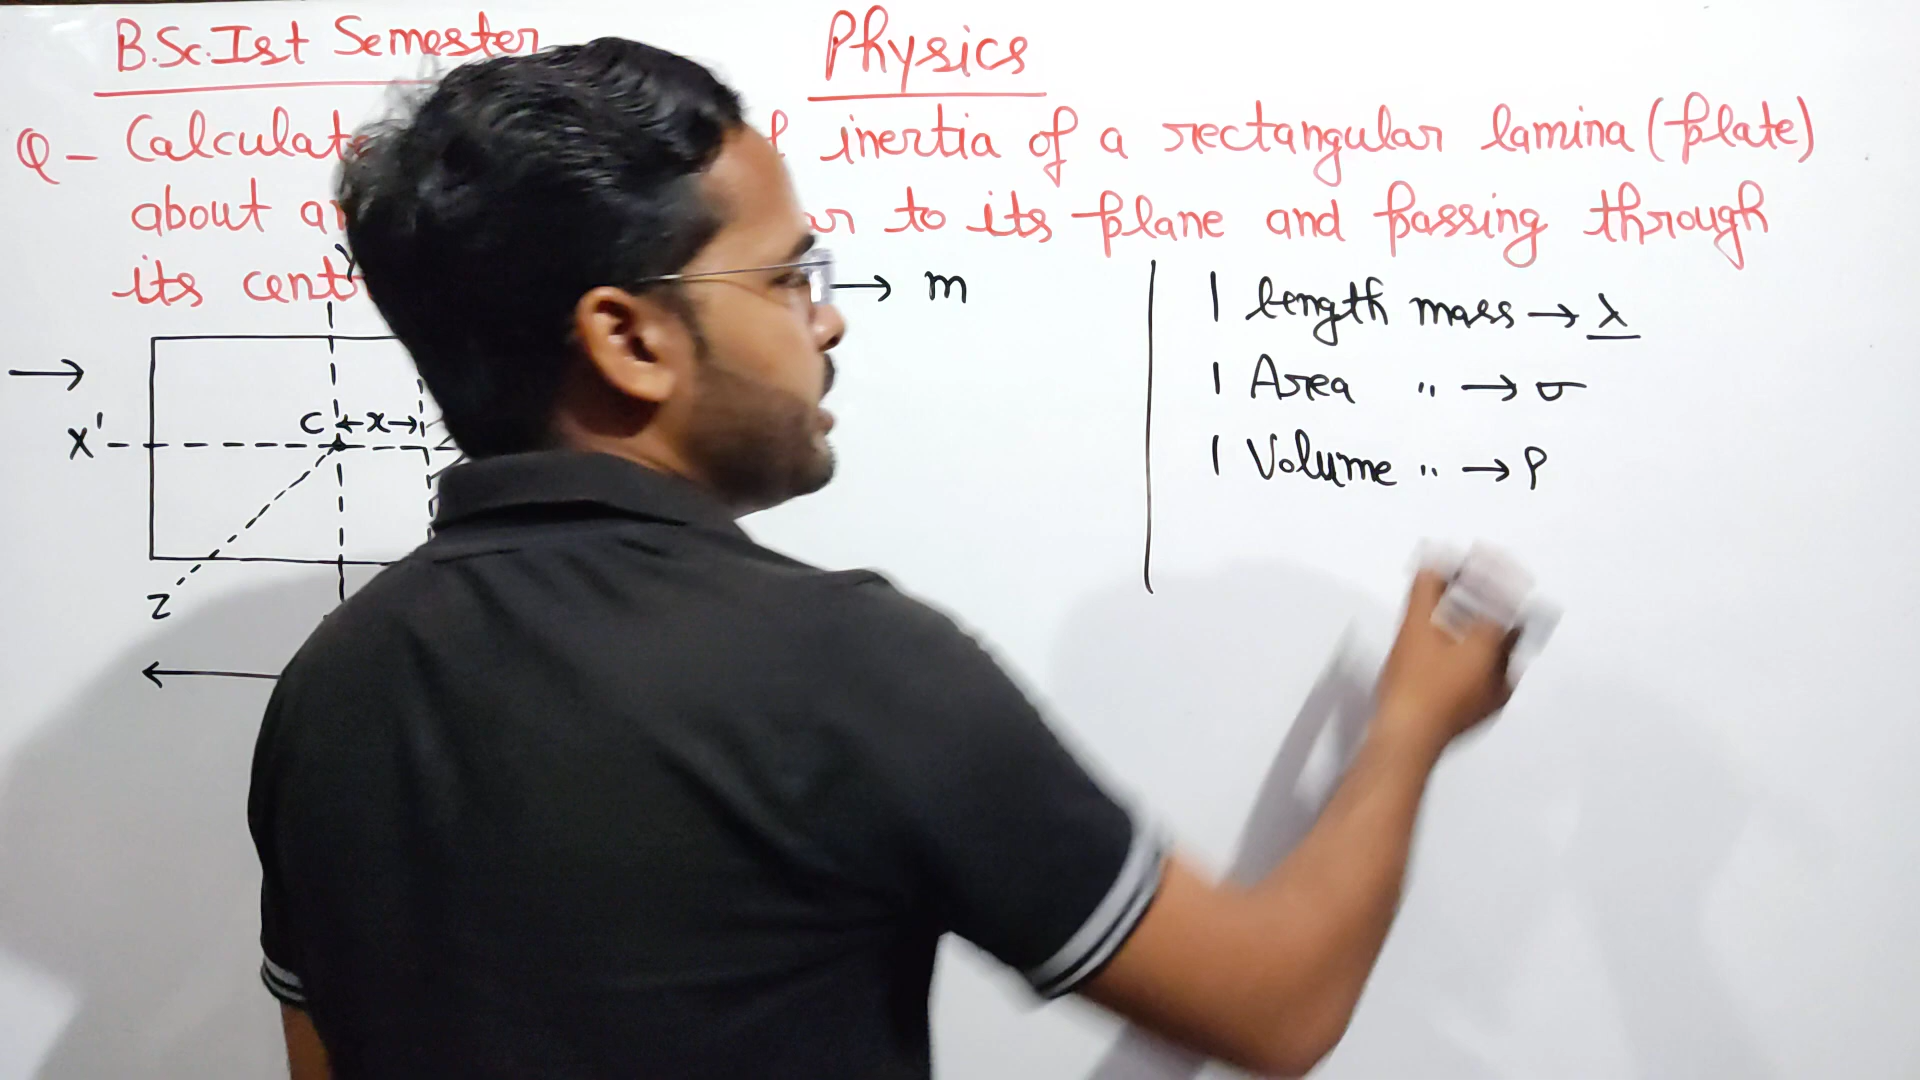 B.Sc. Ist Semester
Physics
Q - Calculate inertia of a rectangular lamina (plate)
about to its plane and passing through
its
Y
→ m
1 length mass → λ
1 Area " → σ
1 Volume " → ρ
C ←x→
X'
Z